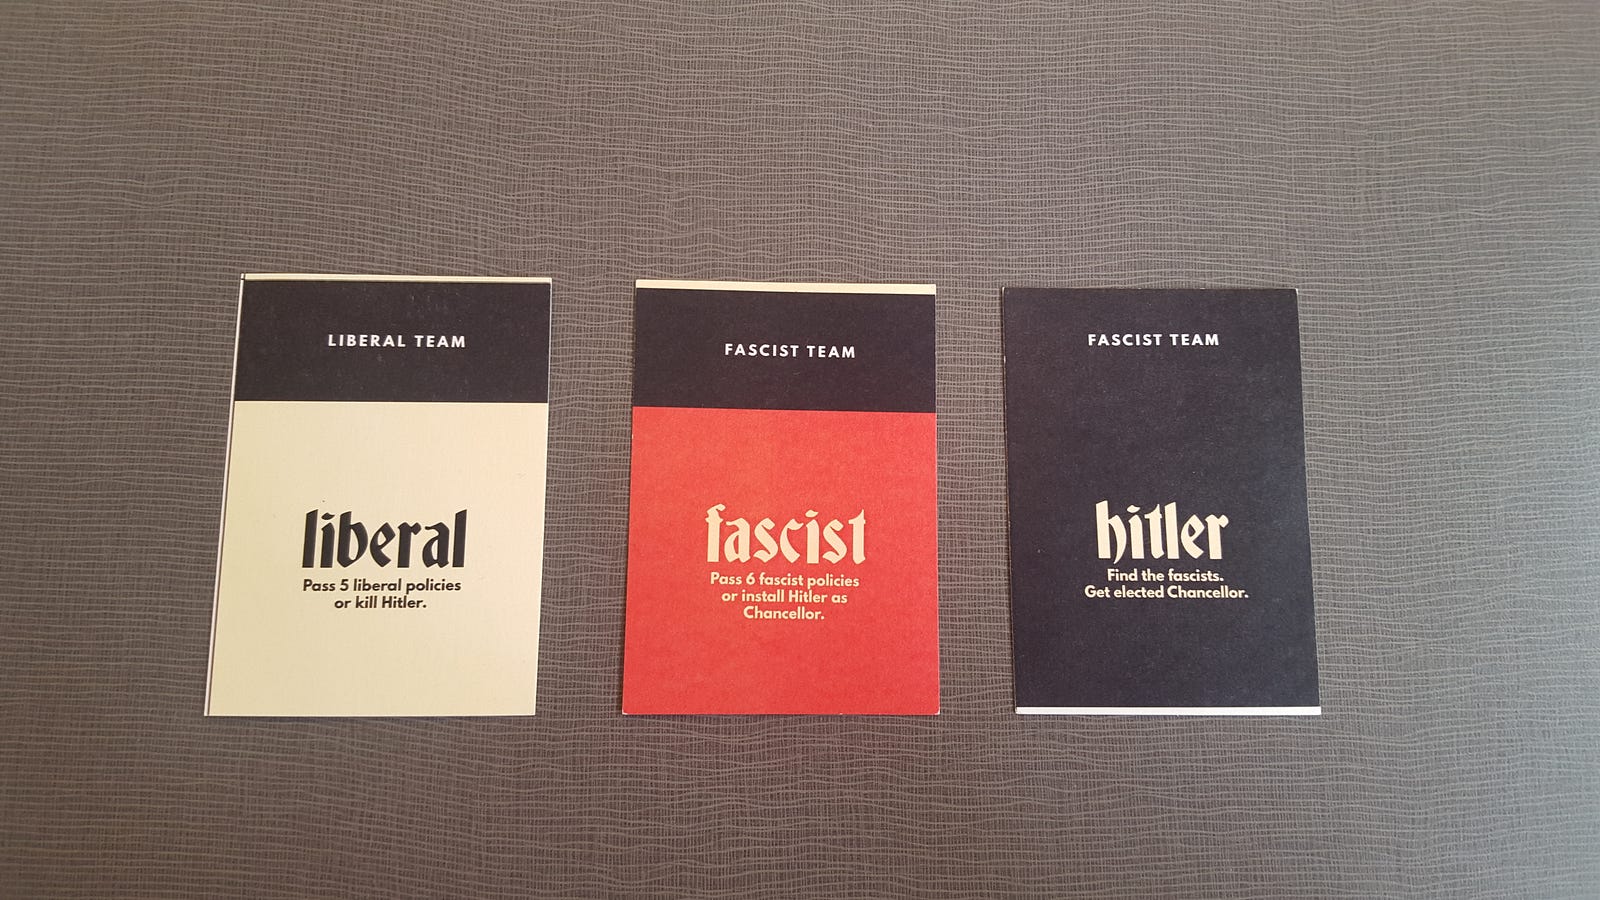 LIBERAL TEAM
liberal
Pass 5 liberal policies
or kill Hitler.
FASCIST TEAM
fascist
Pass 6 fascist policies
or install Hitler as
Chancellor.
FASCIST TEAM
hitler
Find the fascists.
Get elected Chancellor.